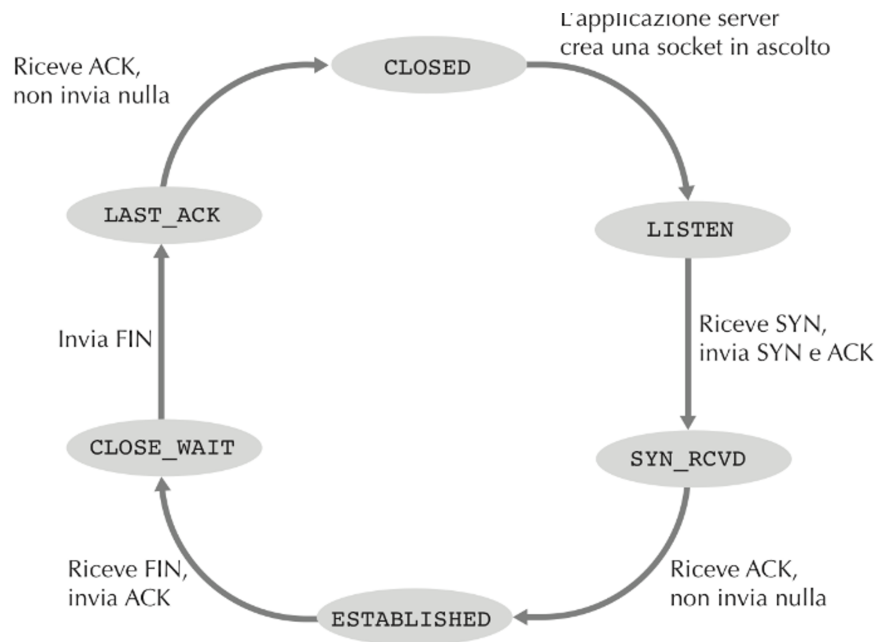 L'applicazione server
crea una socket in ascolto
CLOSED
Riceve ACK,
non invia nulla
LAST_ACK
LISTEN
Invia FIN
Riceve SYN,
invia SYN e ACK
CLOSE_WAIT
SYN_RCVD
Riceve FIN,
invia ACK
ESTABLISHED
Riceve ACK,
non invia nulla